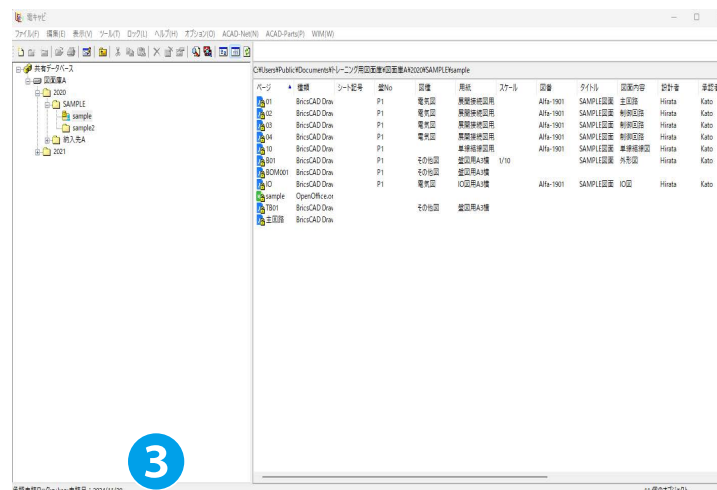 電キャビ
ファイル(F) 編集(E) 表示(V) ツール(T) ロック(L) ヘルプ(H) オプション(O) ACAD-Net(N) ACAD-Parts(P) WIM(W)
共有データベース
図面庫A
2020
SAMPLE
sample
sample2
納入先A
2021
C:¥Users¥Public¥Documents¥トレーニング用図面庫¥図面庫A¥2020¥SAMPLE¥sample
ページ 種類 シート記号 盤No 図種 用紙 スケール 図番 タイトル 図面内容 設計者 承認者
01 BricsCAD Draw P1 電気図 展開接続図用 Alfa-1901 SAMPLE図面 主回路 Hirata Kato
02 BricsCAD Draw P1 電気図 展開接続図用 Alfa-1901 SAMPLE図面 制御回路 Hirata Kato
03 BricsCAD Draw P1 電気図 展開接続図用 Alfa-1901 SAMPLE図面 制御回路 Hirata Kato
04 BricsCAD Draw P1 電気図 展開接続図用 Alfa-1901 SAMPLE図面 制御回路 Hirata Kato
10 BricsCAD Draw P1 単線結線図用 Alfa-1901 SAMPLE図面 単線結線図 Hirata Kato
B01 BricsCAD Draw P1 その他図 盤図用A3横 1/10 SAMPLE図面 外形図 Hirata Kato
BOM001 BricsCAD Draw P1 その他図 盤図用A3横
IO BricsCAD Draw P1 電気図 IO図用A3横 Alfa-1901 SAMPLE図面 IO図 Hirata Kato
sample OpenOffice.or
TB01 BricsCAD Draw その他図 盤図用A3横
主回路 BricsCAD Draw
3